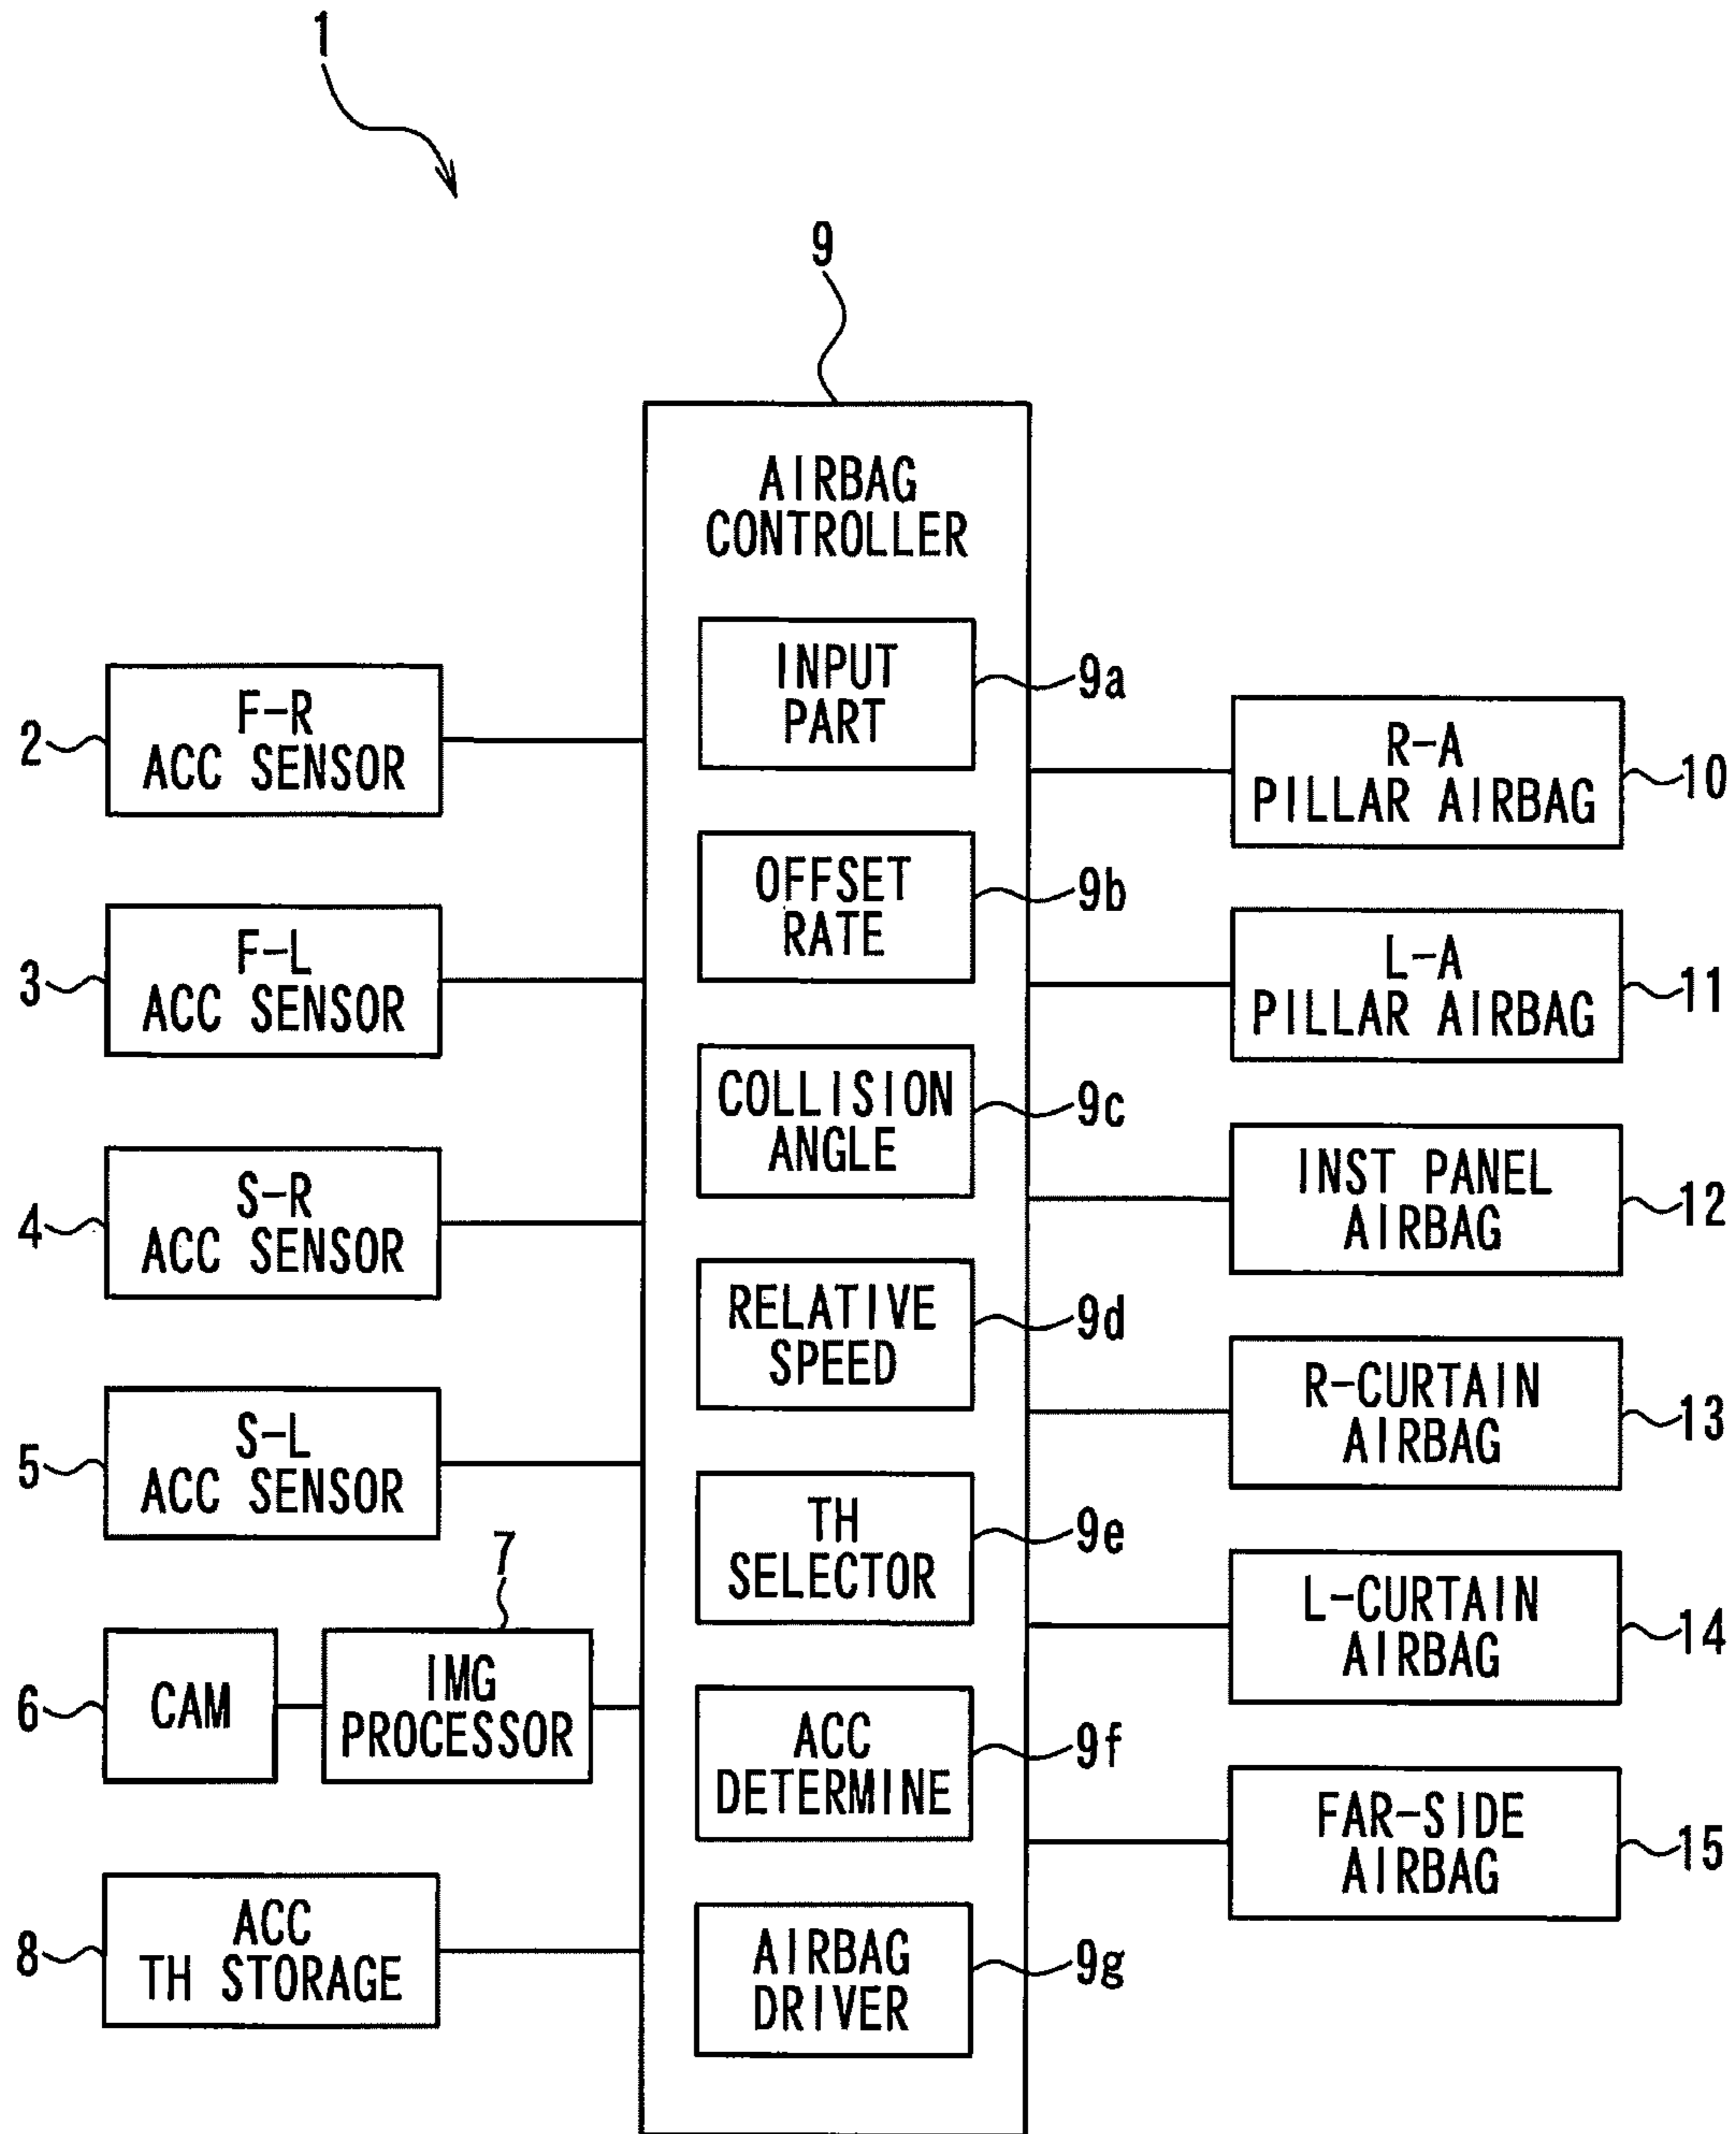 1
9
AIRBAG
CONTROLLER
INPUT
PART
9a
OFFSET
RATE
9b
COLLISION
ANGLE
9c
RELATIVE
SPEED
9d
TH
SELECTOR
9e
ACC
DETERMINE
9f
AIRBAG
DRIVER
9g
2
F-R
ACC SENSOR
3
F-L
ACC SENSOR
4
S-R
ACC SENSOR
5
S-L
ACC SENSOR
6
CAM
7
IMG
PROCESSOR
8
ACC
TH STORAGE
R-A
PILLAR AIRBAG
10
L-A
PILLAR AIRBAG
11
INST PANEL
AIRBAG
12
R-CURTAIN
AIRBAG
13
L-CURTAIN
AIRBAG
14
FAR-SIDE
AIRBAG
15